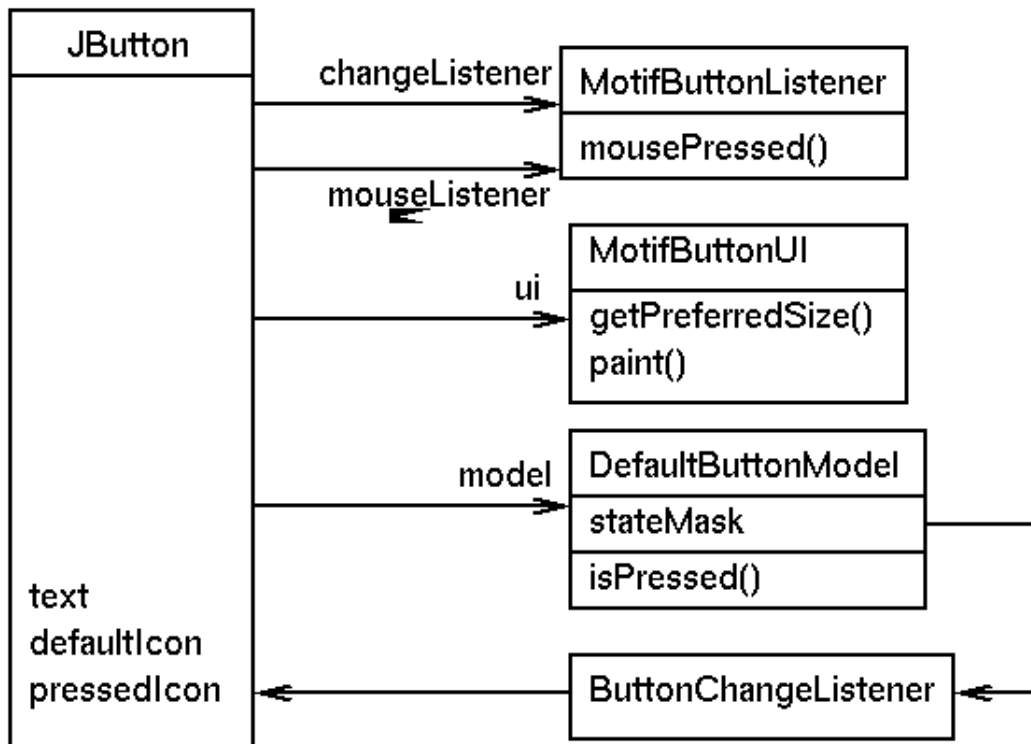 JButton
changeListener
MotifButtonListener
mousePressed()
mouseListener
MotifButtonUI
ui
getPreferredSize()
paint()
model
DefaultButtonModel
stateMask
isPressed()
text
defaultIcon
pressedIcon
ButtonChangeListener